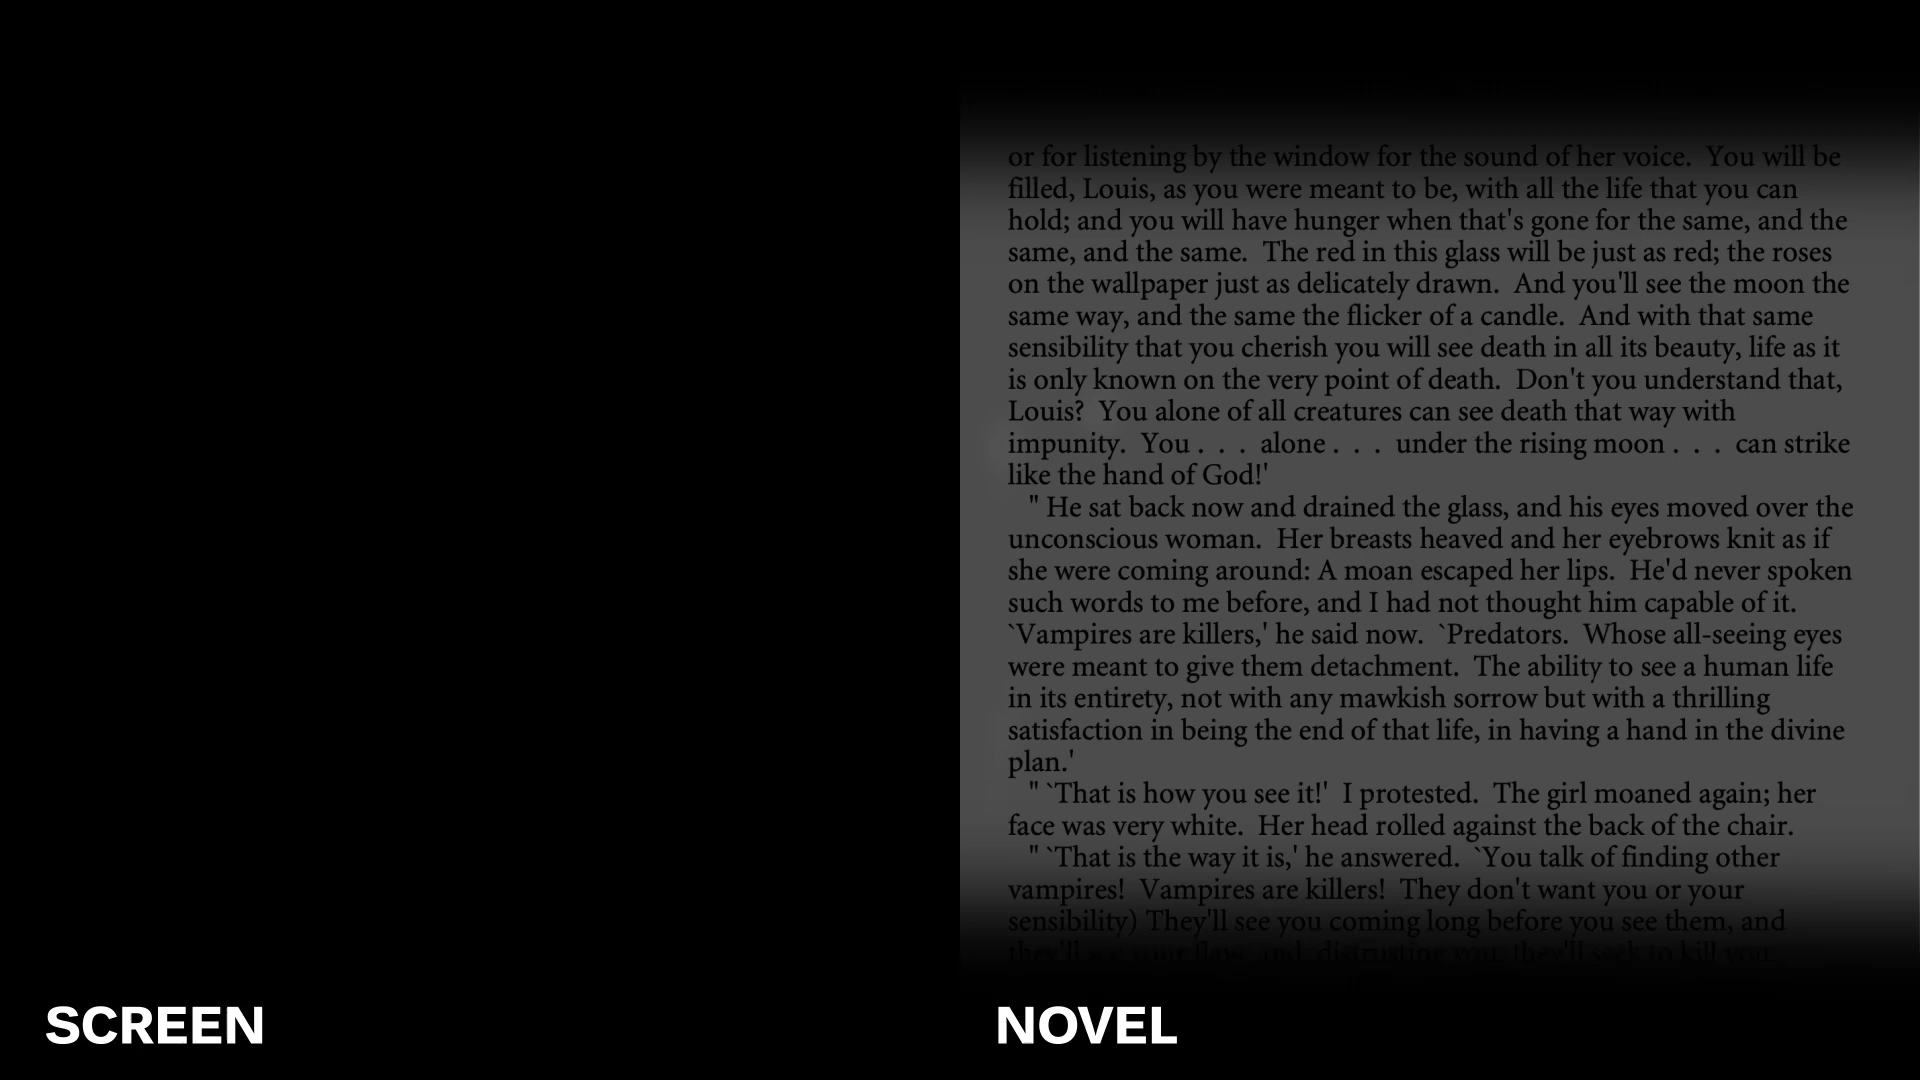 or for listening by the window for the sound of her voice.  You will be
filled, Louis, as you were meant to be, with all the life that you can
hold; and you will have hunger when that's gone for the same, and the
same, and the same.  The red in this glass will be just as red; the roses
on the wallpaper just as delicately drawn.  And you'll see the moon the
same way, and the same the flicker of a candle.  And with that same
sensibility that you cherish you will see death in all its beauty, life as it
is only known on the very point of death.  Don't you understand that,
Louis?  You alone of all creatures can see death that way with
impunity.  You . . .  alone . . .  under the rising moon . . .  can strike
like the hand of God!'
" He sat back now and drained the glass, and his eyes moved over the
unconscious woman.  Her breasts heaved and her eyebrows knit as if
she were coming around: A moan escaped her lips.  He'd never spoken
such words to me before, and I had not thought him capable of it.
`Vampires are killers,' he said now.  `Predators.  Whose all-seeing eyes
were meant to give them detachment.  The ability to see a human life
in its entirety, not with any mawkish sorrow but with a thrilling
satisfaction in being the end of that life, in having a hand in the divine
plan.'
" `That is how you see it!'  I protested.  The girl moaned again; her
face was very white.  Her head rolled against the back of the chair.
" `That is the way it is,' he answered.  `You talk of finding other
vampires!  Vampires are killers!  They don't want you or your
sensibility) They'll see you coming long before you see them, and
they'll see your flaw, and, distrusting you, they'll seek to kill you.
SCREEN
NOVEL